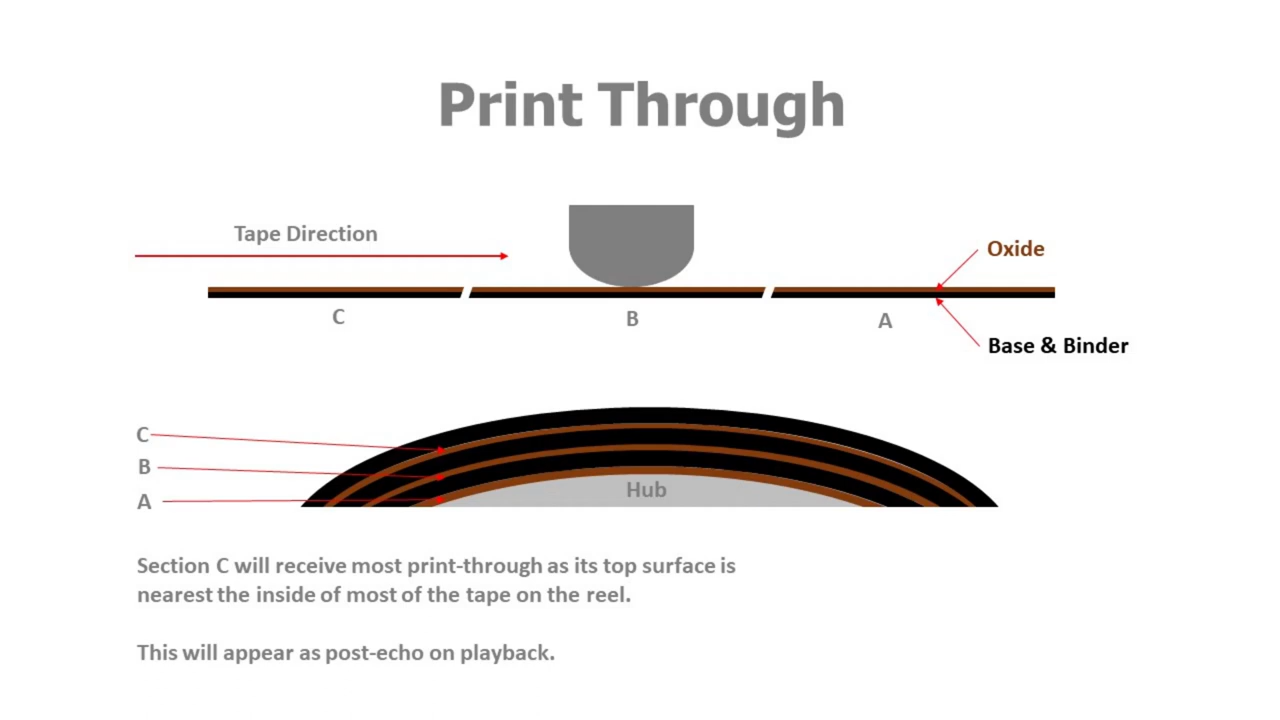 Print Through
Tape Direction
Oxide
C
B
A
Base & Binder
C
B
A
Hub
Section C will receive most print-through as its top surface is
nearest the inside of most of the tape on the reel.
This will appear as post-echo on playback.